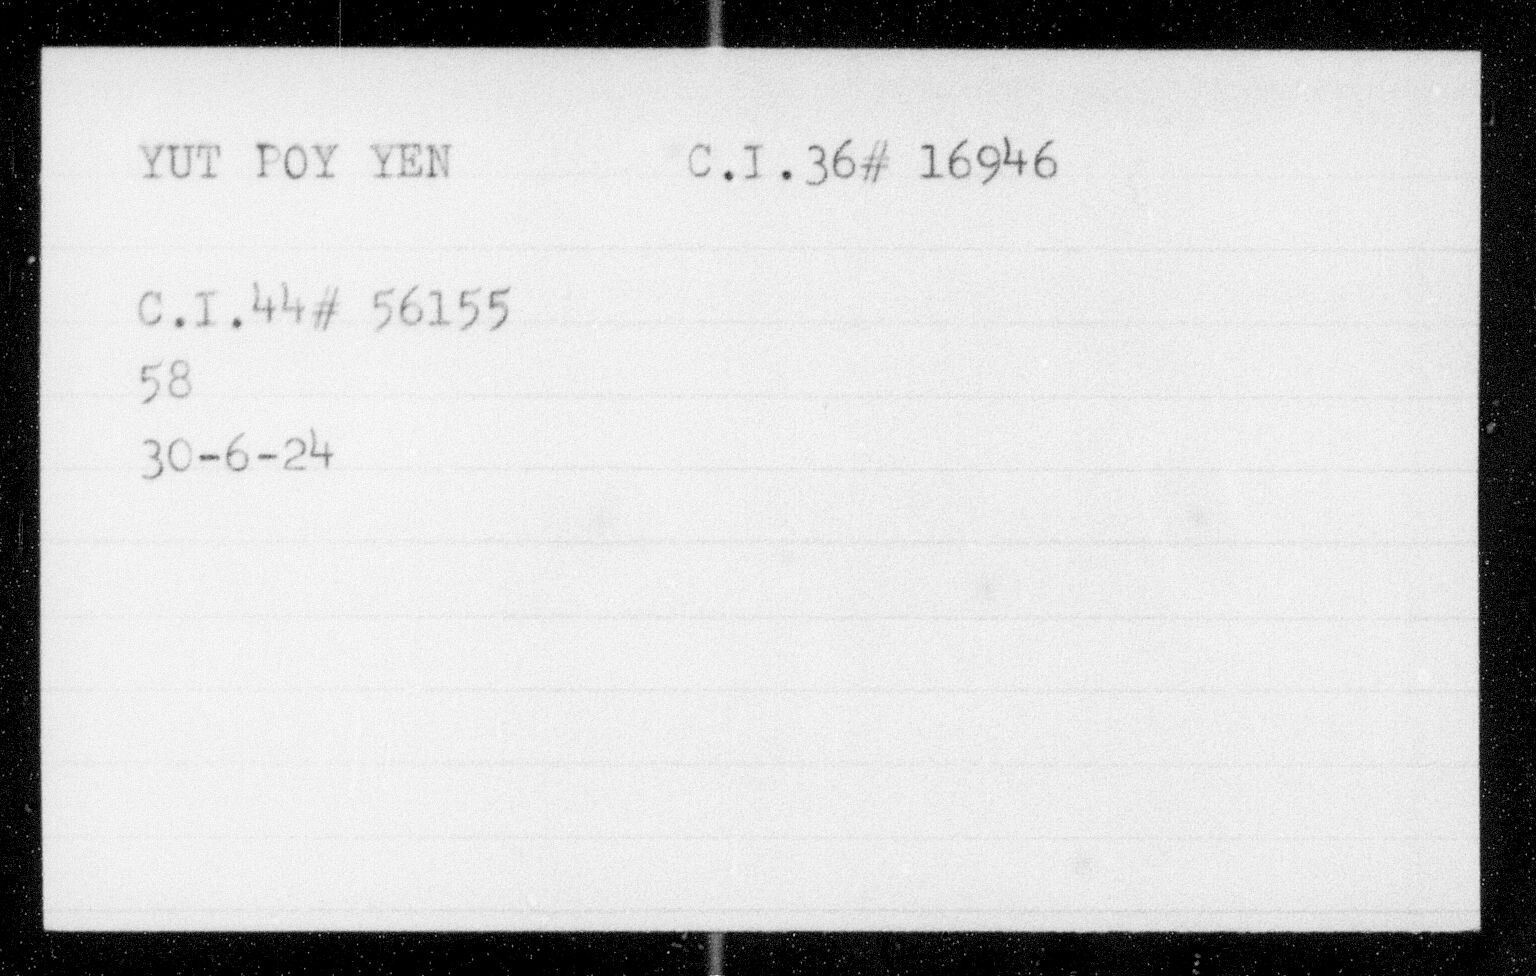 YUT POY YEN C.I.36# 16946
C.I.44# 56155
58
30-6-24